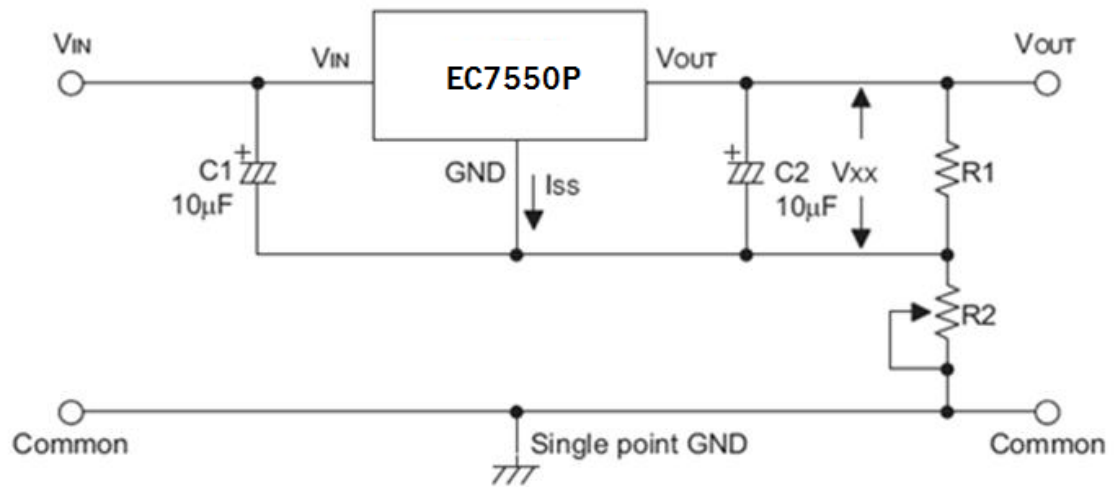 VIN
VIN
EC7550P
VOUT
VOUT
C1
10μF
GND
ISS
C2
10μF
VXX
R1
R2
Common
Single point GND
Common